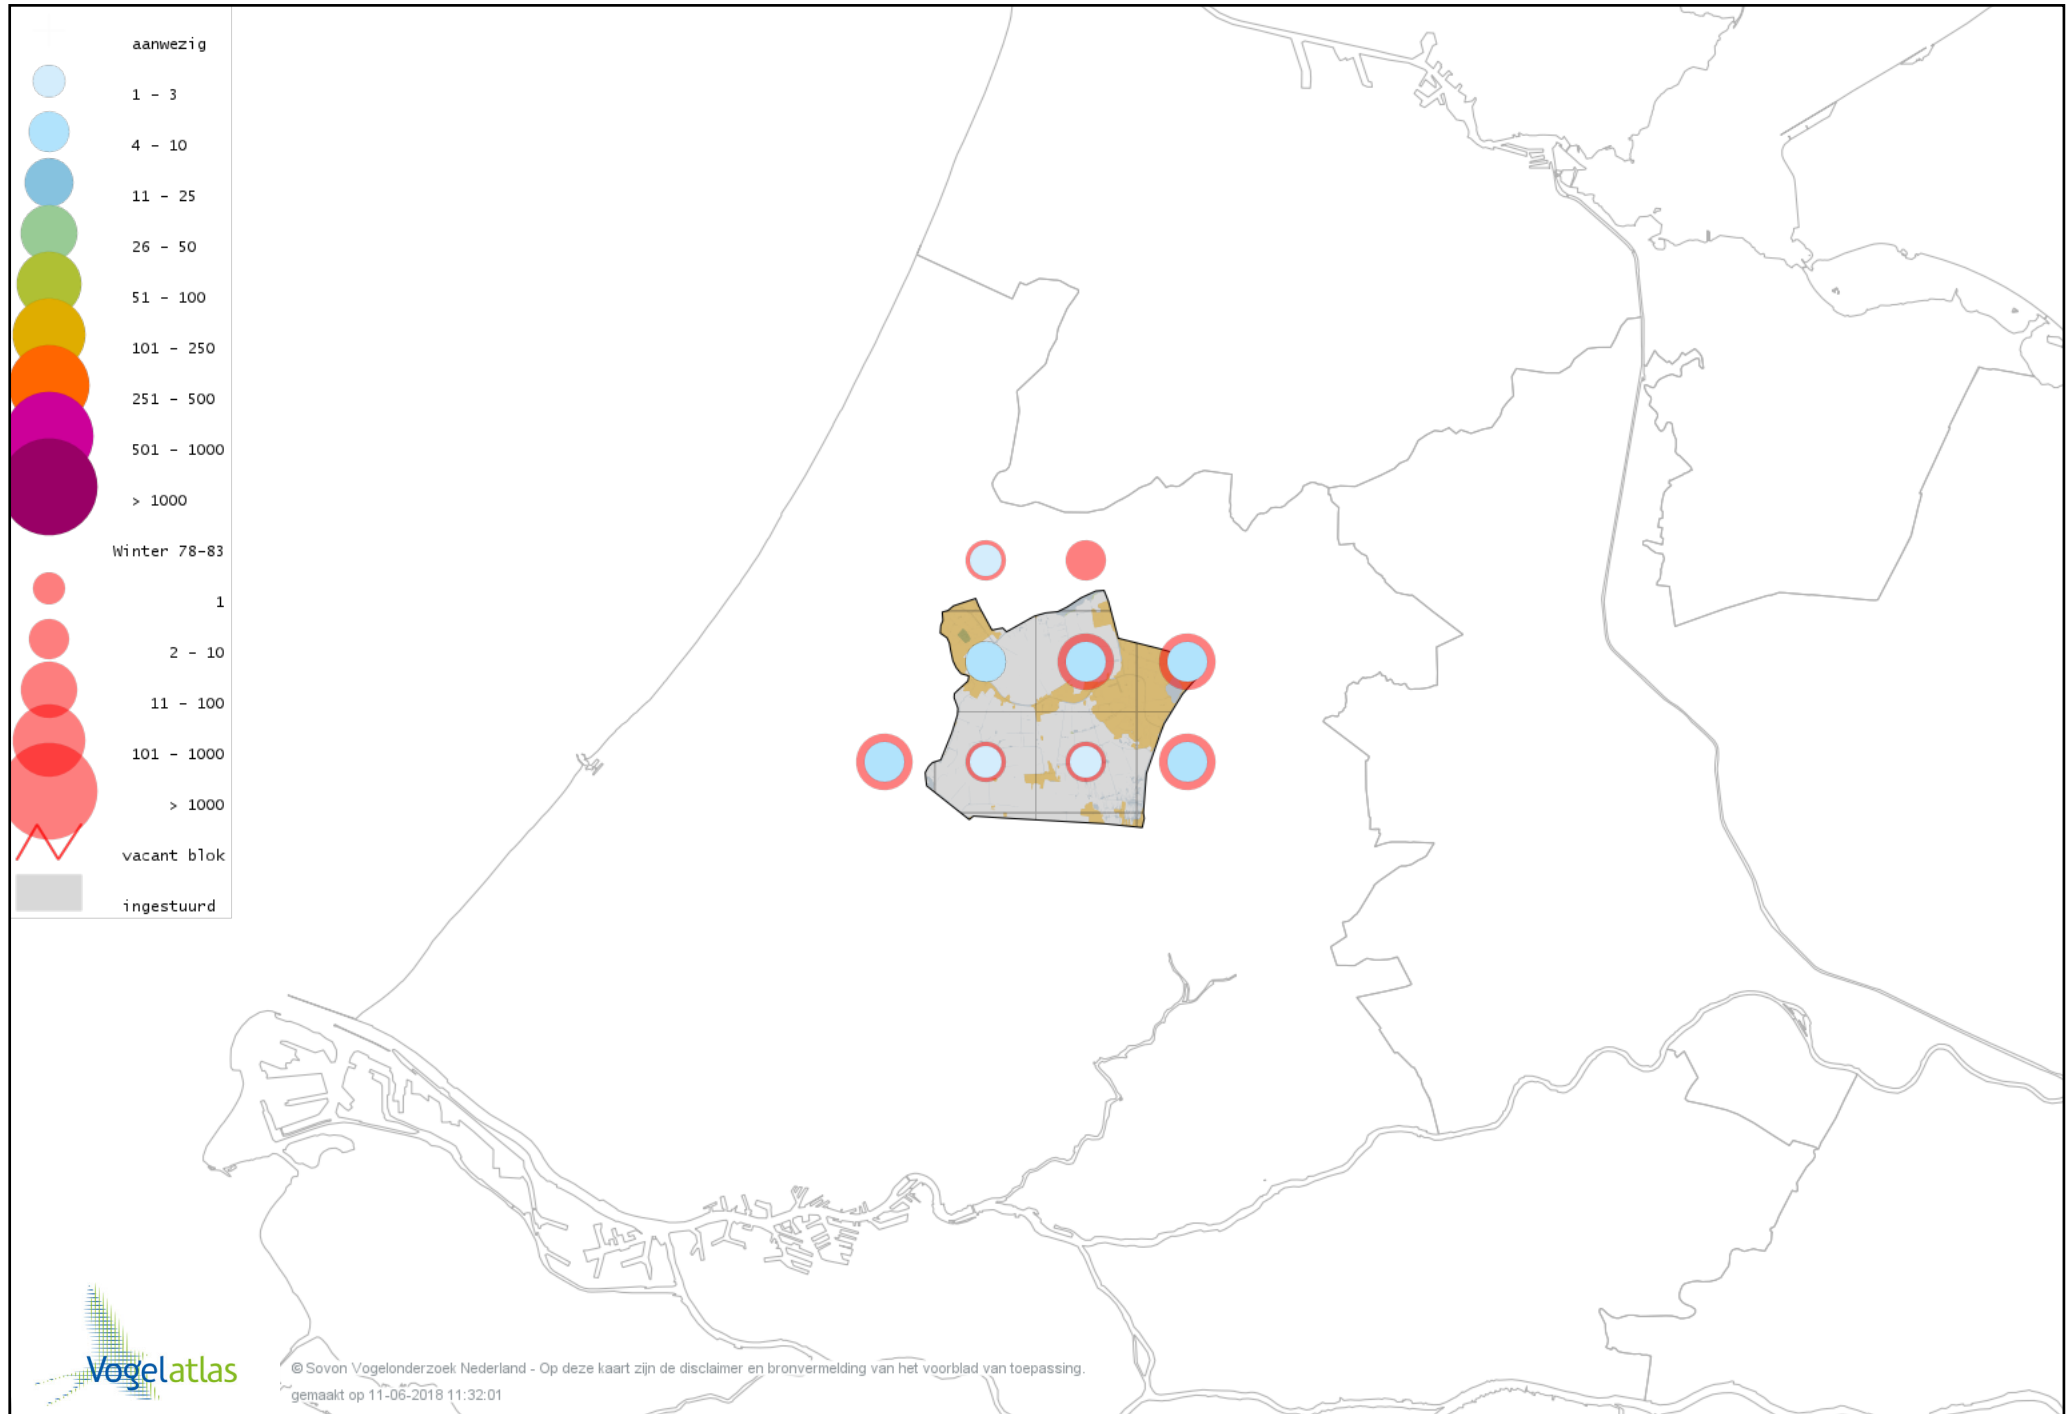 aanwezig
1 – 3
4 – 10
11 – 25
26 – 50
51 – 100
101 – 250
251 – 500
501 – 1000
> 1000
Winter 78-83
1
2 – 10
11 – 100
101 – 1000
> 1000
vacant blok
ingestuurd
Vogelatlas
© Sovon Vogelonderzoek Nederland - Op deze kaart zijn de disclaimer en bronvermelding van het voorblad van toepassing.
gemaakt op 11-06-2018 11:32:01